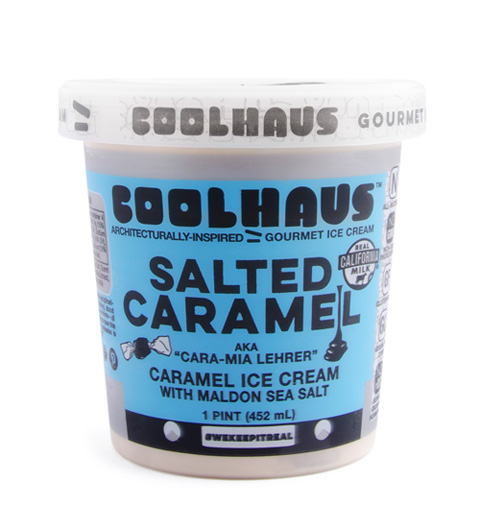 COOLHAUS GOURMET
COOLHAUS™
ARCHITECTURALLY-INSPIRED GOURMET ICE CREAM
REAL
CALIFORNIA
MILK
SALTED
CARAMEL
AKA
"CARA-MIA LEHRER"
CARAMEL ICE CREAM
WITH MALDON SEA SALT
1 PINT (452 mL)
#WEKEEPITREAL